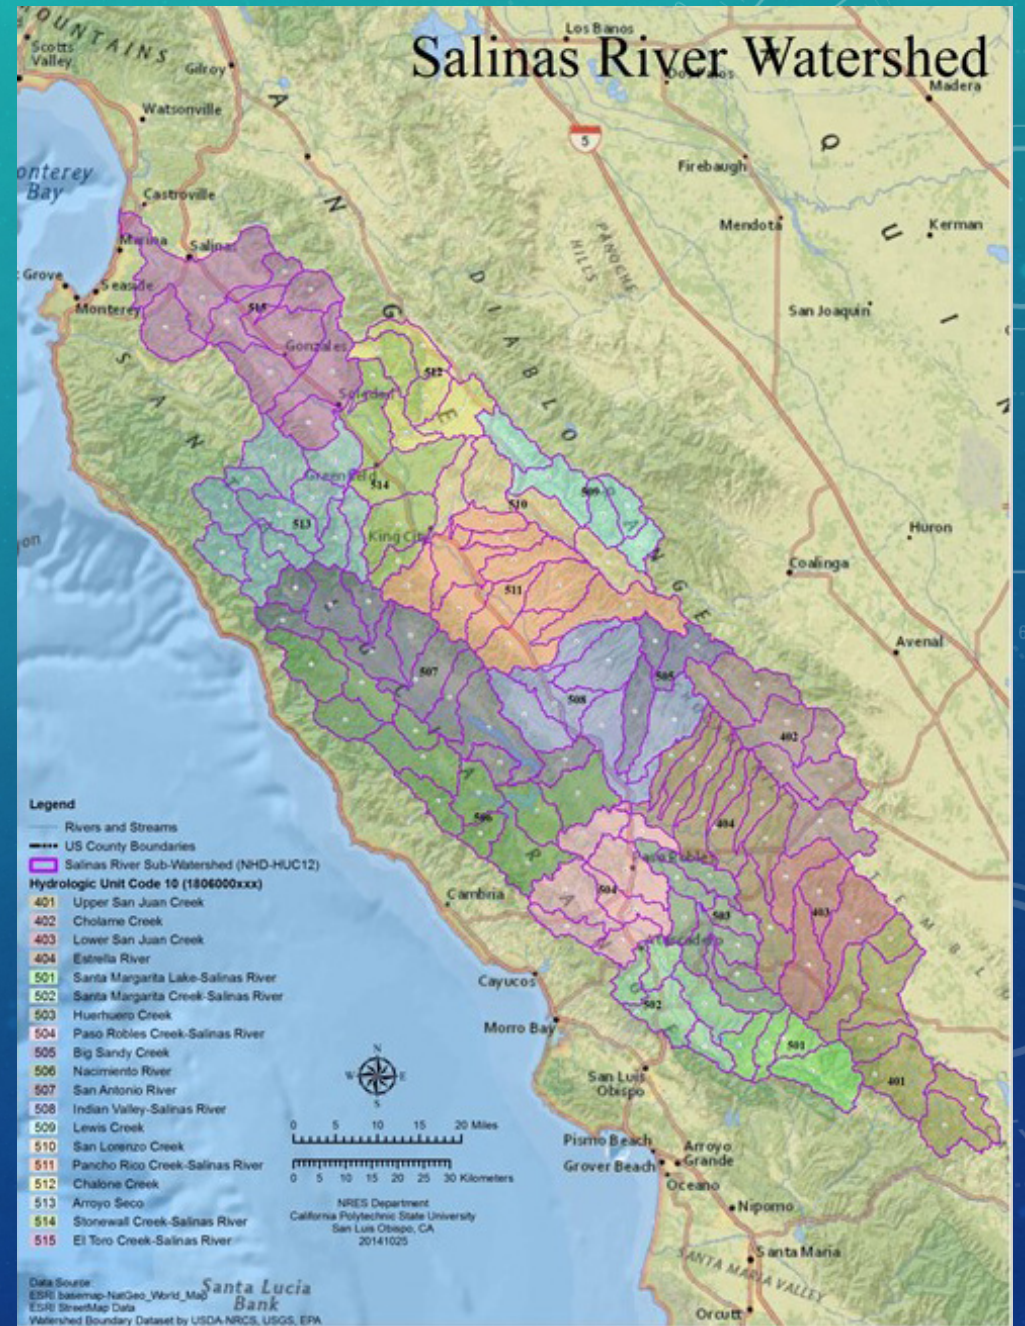 Salinas River Watershed
MOUNTAINS
Los Banos
Scotts
Valley
Gilroy
Dos Palos
Madera
Watsonville
5
Firebaugh
onterey
Bay
Castroville
Mendota
Kerman
Marina
Salinas
PANOCHE
HILLS
Grove
Seaside
Monterey
515
San Joaquin
Gonzales
512
Soledad
DIABLO
RANGE
Greenfield
514
509
510
513
King City
Huron
Coalinga
511
Avenal
507
505
508
402
506
404
Paso Robles
504
503
403
Cambria
Atascadero
Cayucos
502
Morro Bay
501
401
San Luis
Obispo
Pismo Beach
Grover Beach
Arroyo
Grande
Oceano
Nipomo
Santa Maria
SANTA MARIA VALLEY
Orcutt
Legend
Rivers and Streams
US County Boundaries
Salinas River Sub-Watershed (NHD-HUC12)
Hydrologic Unit Code 10 (1806000xxx)
401 Upper San Juan Creek
402 Cholame Creek
403 Lower San Juan Creek
404 Estrella River
501 Santa Margarita Lake-Salinas River
502 Santa Margarita Creek-Salinas River
503 Huerhuero Creek
504 Paso Robles Creek-Salinas River
505 Big Sandy Creek
506 Nacimiento River
507 San Antonio River
508 Indian Valley-Salinas River
509 Lewis Creek
510 San Lorenzo Creek
511 Pancho Rico Creek-Salinas River
512 Chalone Creek
513 Arroyo Seco
514 Stonewall Creek-Salinas River
515 El Toro Creek-Salinas River
N
W E
S
0 5 10 15 20 Miles
0 5 10 15 20 25 30 Kilometers
NRES Department
California Polytechnic State University
San Luis Obispo, CA
20141025
Data Source:
ESRI basemap-NatGeo_World_Map
ESRI StreetMap Data
Watershed Boundary Dataset by USDA-NRCS, USGS, EPA
Santa Lucia
Bank